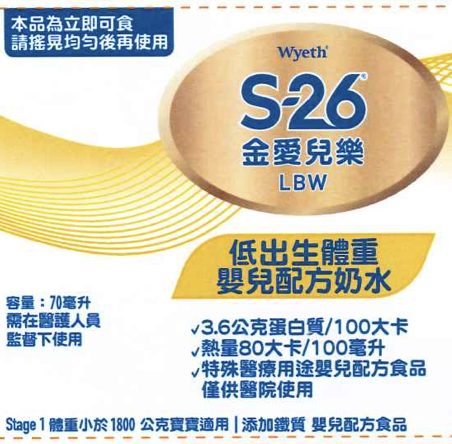 本品為立即可食
請搖晃均勻後再使用
Wyeth®
S-26®
金愛兒樂
LBW
低出生體重
嬰兒配方奶水
容量：70毫升
需在醫護人員
監督下使用
✓3.6公克蛋白質/100大卡
✓熱量80大卡/100毫升
✓特殊醫療用途嬰兒配方食品
僅供醫院使用
Stage 1 體重小於1800 公克寶寶適用 | 添加鐵質 嬰兒配方食品